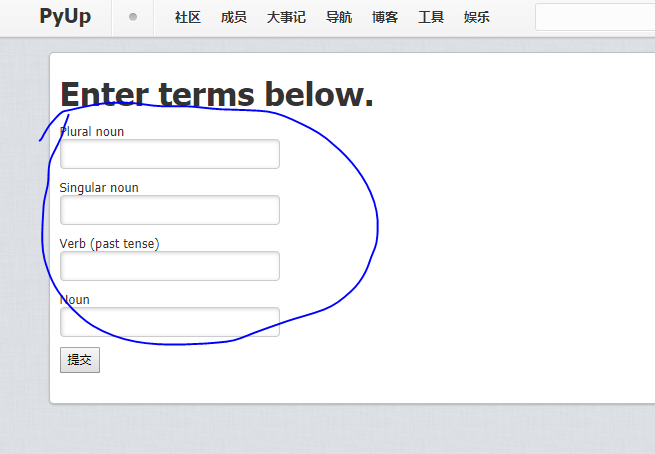 PyUp 社区 成员 大事记 导航 博客 工具 娱乐
Enter terms below.
Plural noun
Singular noun
Verb (past tense)
Noun
提交